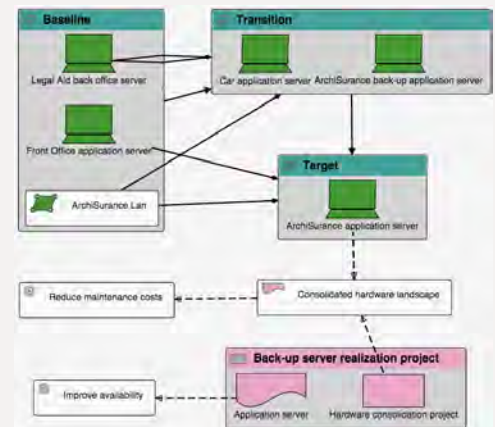 Baseline
Transition
Legal Aid back office server
Car application server
ArchiSurance back-up application server
Front Office application server
Target
ArchiSurance Lan
ArchiSurance application server
Reduce maintenance costs
Consolidated hardware landscape
Back-up server realization project
Improve availability
Application server
Hardware consolidation project